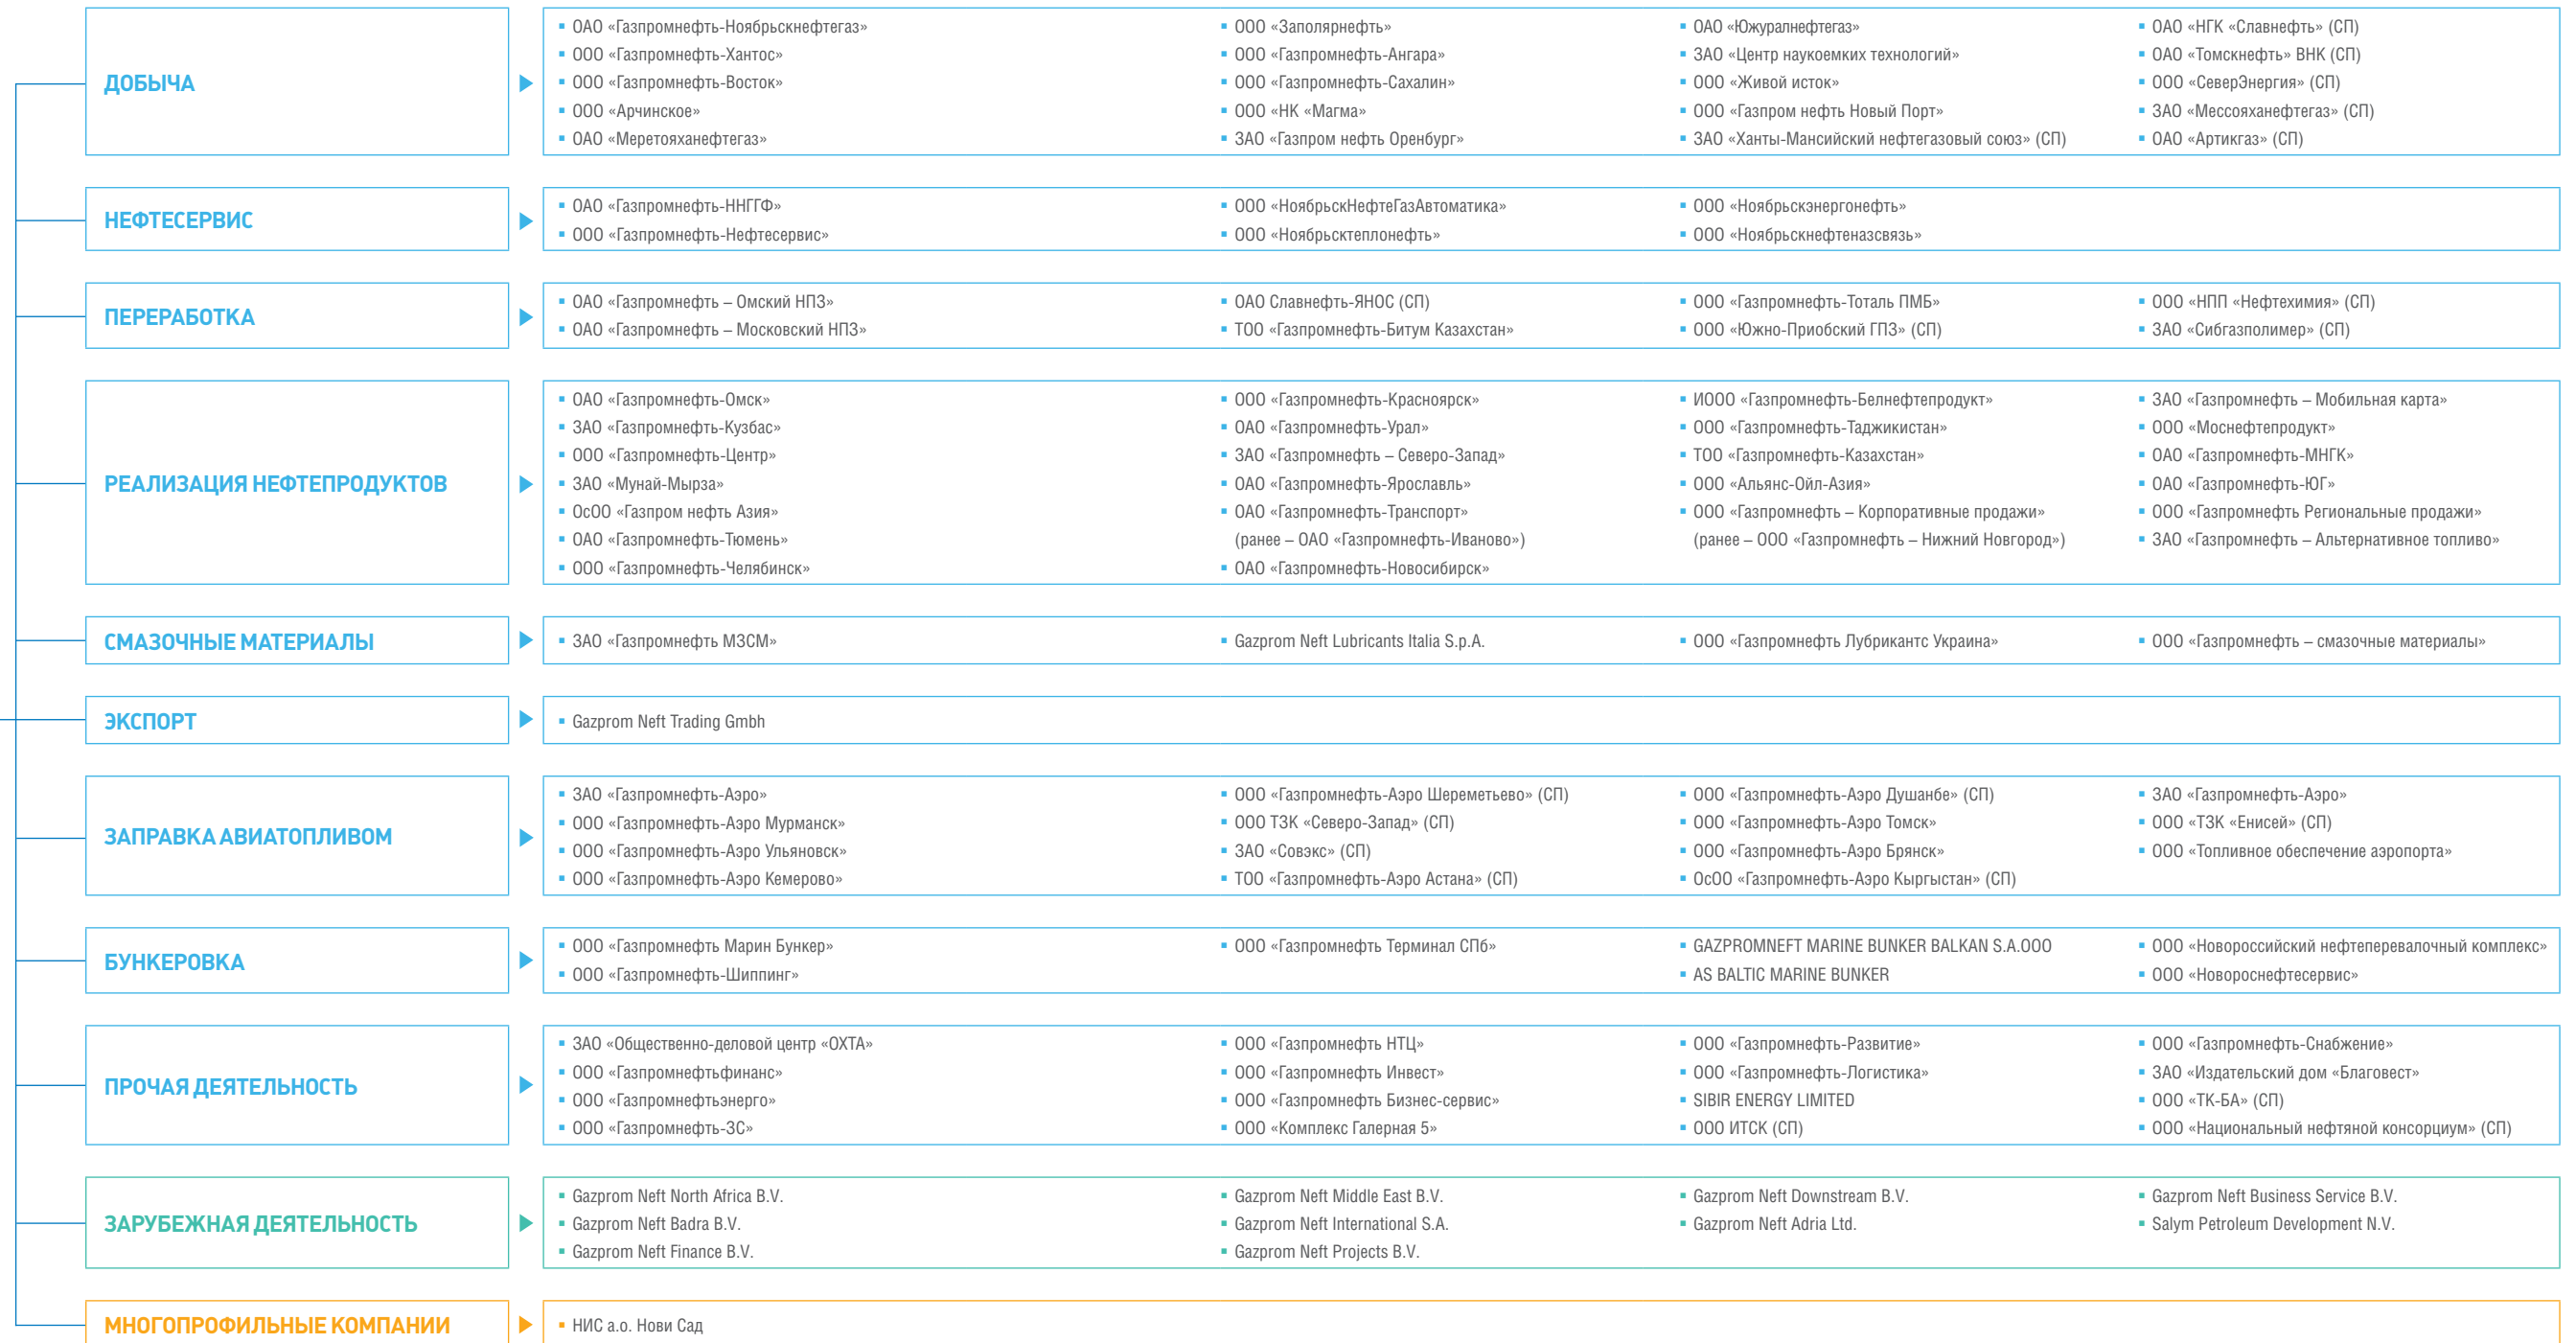 ДОБЫЧА
▪ ОАО «Газпромнефть-Ноябрьскнефтегаз»
▪ ООО «Газпромнефть-Хантос»
▪ ООО «Газпромнефть-Восток»
▪ ООО «Арчинское»
▪ ОАО «Меретояханефтегаз»
▪ ООО «Заполярнефть»
▪ ООО «Газпромнефть-Ангара»
▪ ООО «Газпромнефть-Сахалин»
▪ ООО «НК «Магма»
▪ ЗАО «Газпром нефть Оренбург»
▪ ОАО «Южуралнефтегаз»
▪ ЗАО «Центр наукоемких технологий»
▪ ООО «Живой исток»
▪ ООО «Газпром нефть Новый Порт»
▪ ЗАО «Ханты-Мансийский нефтегазовый союз» (СП)
▪ ОАО «НГК «Славнефть» (СП)
▪ ОАО «Томскнефть» ВНК (СП)
▪ ООО «СеверЭнергия» (СП)
▪ ЗАО «Мессояханефтегаз» (СП)
▪ ОАО «Артикгаз» (СП)
НЕФТЕСЕРВИС
▪ ОАО «Газпромнефть-ННГГФ»
▪ ООО «Газпромнефть-Нефтесервис»
▪ ООО «НоябрьскНефтеГазАвтоматика»
▪ ООО «Ноябрьсктеплонефть»
▪ ООО «Ноябрьскэнергонефть»
▪ ООО «Ноябрьскнефтеназсвязь»
ПЕРЕРАБОТКА
▪ ОАО «Газпромнефть – Омский НПЗ»
▪ ОАО «Газпромнефть – Московский НПЗ»
▪ ОАО Славнефть-ЯНОС (СП)
▪ ТОО «Газпромнефть-Битум Казахстан»
▪ ООО «Газпромнефть-Тоталь ПМБ»
▪ ООО «Южно-Приобский ГПЗ» (СП)
▪ ООО «НПП «Нефтехимия» (СП)
▪ ЗАО «Сибгазполимер» (СП)
РЕАЛИЗАЦИЯ НЕФТЕПРОДУКТОВ
▪ ОАО «Газпромнефть-Омск»
▪ ЗАО «Газпромнефть-Кузбас»
▪ ООО «Газпромнефть-Центр»
▪ ЗАО «Мунай-Мырза»
▪ ОсОО «Газпром нефть Азия»
▪ ОАО «Газпромнефть-Тюмень»
▪ ООО «Газпромнефть-Челябинск»
▪ ООО «Газпромнефть-Красноярск»
▪ ОАО «Газпромнефть-Урал»
▪ ЗАО «Газпромнефть – Северо-Запад»
▪ ОАО «Газпромнефть-Ярославль»
▪ ОАО «Газпромнефть-Транспорт»
(ранее – ОАО «Газпромнефть-Иваново»)
▪ ОАО «Газпромнефть-Новосибирск»
▪ ИООО «Газпромнефть-Белнефтепродукт»
▪ ООО «Газпромнефть-Таджикистан»
▪ ТОО «Газпромнефть-Казахстан»
▪ ООО «Альянс-Ойл-Азия»
▪ ООО «Газпромнефть – Корпоративные продажи»
(ранее – ООО «Газпромнефть – Нижний Новгород»)
▪ ЗАО «Газпромнефть – Мобильная карта»
▪ ООО «Моснефтепродукт»
▪ ОАО «Газпромнефть-МНГК»
▪ ОАО «Газпромнефть-ЮГ»
▪ ООО «Газпромнефть Региональные продажи»
▪ ЗАО «Газпромнефть – Альтернативное топливо»
СМАЗОЧНЫЕ МАТЕРИАЛЫ
▪ ЗАО «Газпромнефть МЗСМ»
▪ Gazprom Neft Lubricants Italia S.p.A.
▪ ООО «Газпромнефть Лубрикантс Украина»
▪ ООО «Газпромнефть – смазочные материалы»
ЭКСПОРТ
▪ Gazprom Neft Trading Gmbh
ЗАПРАВКА АВИАТОПЛИВОМ
▪ ЗАО «Газпромнефть-Аэро»
▪ ООО «Газпромнефть-Аэро Мурманск»
▪ ООО «Газпромнефть-Аэро Ульяновск»
▪ ООО «Газпромнефть-Аэро Кемерово»
▪ ООО «Газпромнефть-Аэро Шереметьево» (СП)
▪ ООО ТЗК «Северо-Запад» (СП)
▪ ЗАО «Совэкс» (СП)
▪ ТОО «Газпромнефть-Аэро Астана» (СП)
▪ ООО «Газпромнефть-Аэро Душанбе» (СП)
▪ ООО «Газпромнефть-Аэро Томск»
▪ ООО «Газпромнефть-Аэро Брянск»
▪ ОсОО «Газпромнефть-Аэро Кыргыстан» (СП)
▪ ЗАО «Газпромнефть-Аэро»
▪ ООО «ТЗК «Енисей» (СП)
▪ ООО «Топливное обеспечение аэропорта»
БУНКЕРОВКА
▪ ООО «Газпромнефть Марин Бункер»
▪ ООО «Газпромнефть-Шиппинг»
▪ ООО «Газпромнефть Терминал СПб»
▪ GAZPROMNEFT MARINE BUNKER BALKAN S.A.ООО
▪ AS BALTIC MARINE BUNKER
▪ ООО «Новороссийский нефтеперевалочный комплекс»
▪ ООО «Новороснефтесервис»
ПРОЧАЯ ДЕЯТЕЛЬНОСТЬ
▪ ЗАО «Общественно-деловой центр «ОХТА»
▪ ООО «Газпромнефтьфинанс»
▪ ООО «Газпромнефтьэнерго»
▪ ООО «Газпромнефть-ЗС»
▪ ООО «Газпромнефть НТЦ»
▪ ООО «Газпромнефть Инвест»
▪ ООО «Газпромнефть Бизнес-сервис»
▪ ООО «Комплекс Галерная 5»
▪ ООО «Газпромнефть-Развитие»
▪ ООО «Газпромнефть-Логистика»
▪ SIBIR ENERGY LIMITED
▪ ООО ИТСК (СП)
▪ ООО «Газпромнефть-Снабжение»
▪ ЗАО «Издательский дом «Благовест»
▪ ООО «ТК-БА» (СП)
▪ ООО «Национальный нефтяной консорциум» (СП)
ЗАРУБЕЖНАЯ ДЕЯТЕЛЬНОСТЬ
▪ Gazprom Neft North Africa B.V.
▪ Gazprom Neft Badra B.V.
▪ Gazprom Neft Finance B.V.
▪ Gazprom Neft Middle East B.V.
▪ Gazprom Neft International S.A.
▪ Gazprom Neft Projects B.V.
▪ Gazprom Neft Downstream B.V.
▪ Gazprom Neft Adria Ltd.
▪ Gazprom Neft Business Service B.V.
▪ Salym Petroleum Development N.V.
МНОГОПРОФИЛЬНЫЕ КОМПАНИИ
▪ НИС а.о. Нови Сад